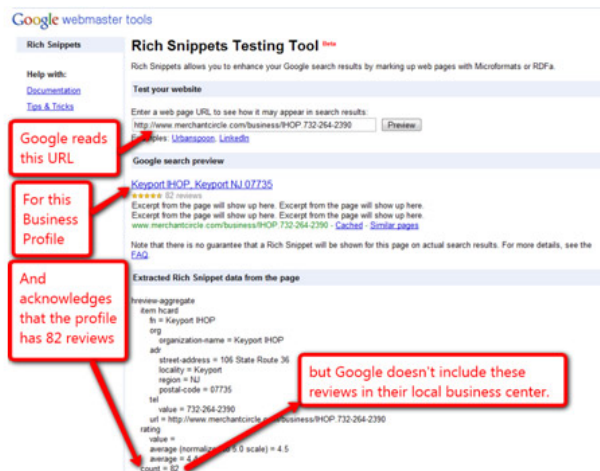 Google webmaster tools
Rich Snippets
Help with:
Documentation
Tips & Tricks
Rich Snippets Testing Tool Beta
Rich Snippets allows you to enhance your Google search results by marking up web pages with Microformats or RDFa.
Test your website
Enter a web page URL to see how it may appear in search results:
http://www.merchantcircle.com/business/IHOP.732-264-2390 Preview
Examples: Urbanspoon, LinkedIn
Google search preview
Keyport IHOP, Keyport NJ 07735
82 reviews
Excerpt from the page will show up here. Excerpt from the page will show up here.
Excerpt from the page will show up here. Excerpt from the page will show up here.
www.merchantcircle.com/business/IHOP.732-264-2390 - Cached - Similar pages
Note that there is no guarantee that a Rich Snippet will be shown for this page on actual search results. For more details, see the
FAQ.
Extracted Rich Snippet data from the page
hreview-aggregate
item hcard
fn = Keyport IHOP
org
organization-name = Keyport IHOP
adr
street-address = 106 State Route 36
locality = Keyport
region = NJ
postal-code = 07735
tel
value = 732-264-2390
url = http://www.merchantcircle.com/business/IHOP.732-264-2390
rating
value =
average (normalized to 5.0 scale) = 4.5
average =
count = 82
Google reads
this URL
For this
Business
Profile
And
acknowledges
that the profile
has 82 reviews
but Google doesn't include these
reviews in their local business center.